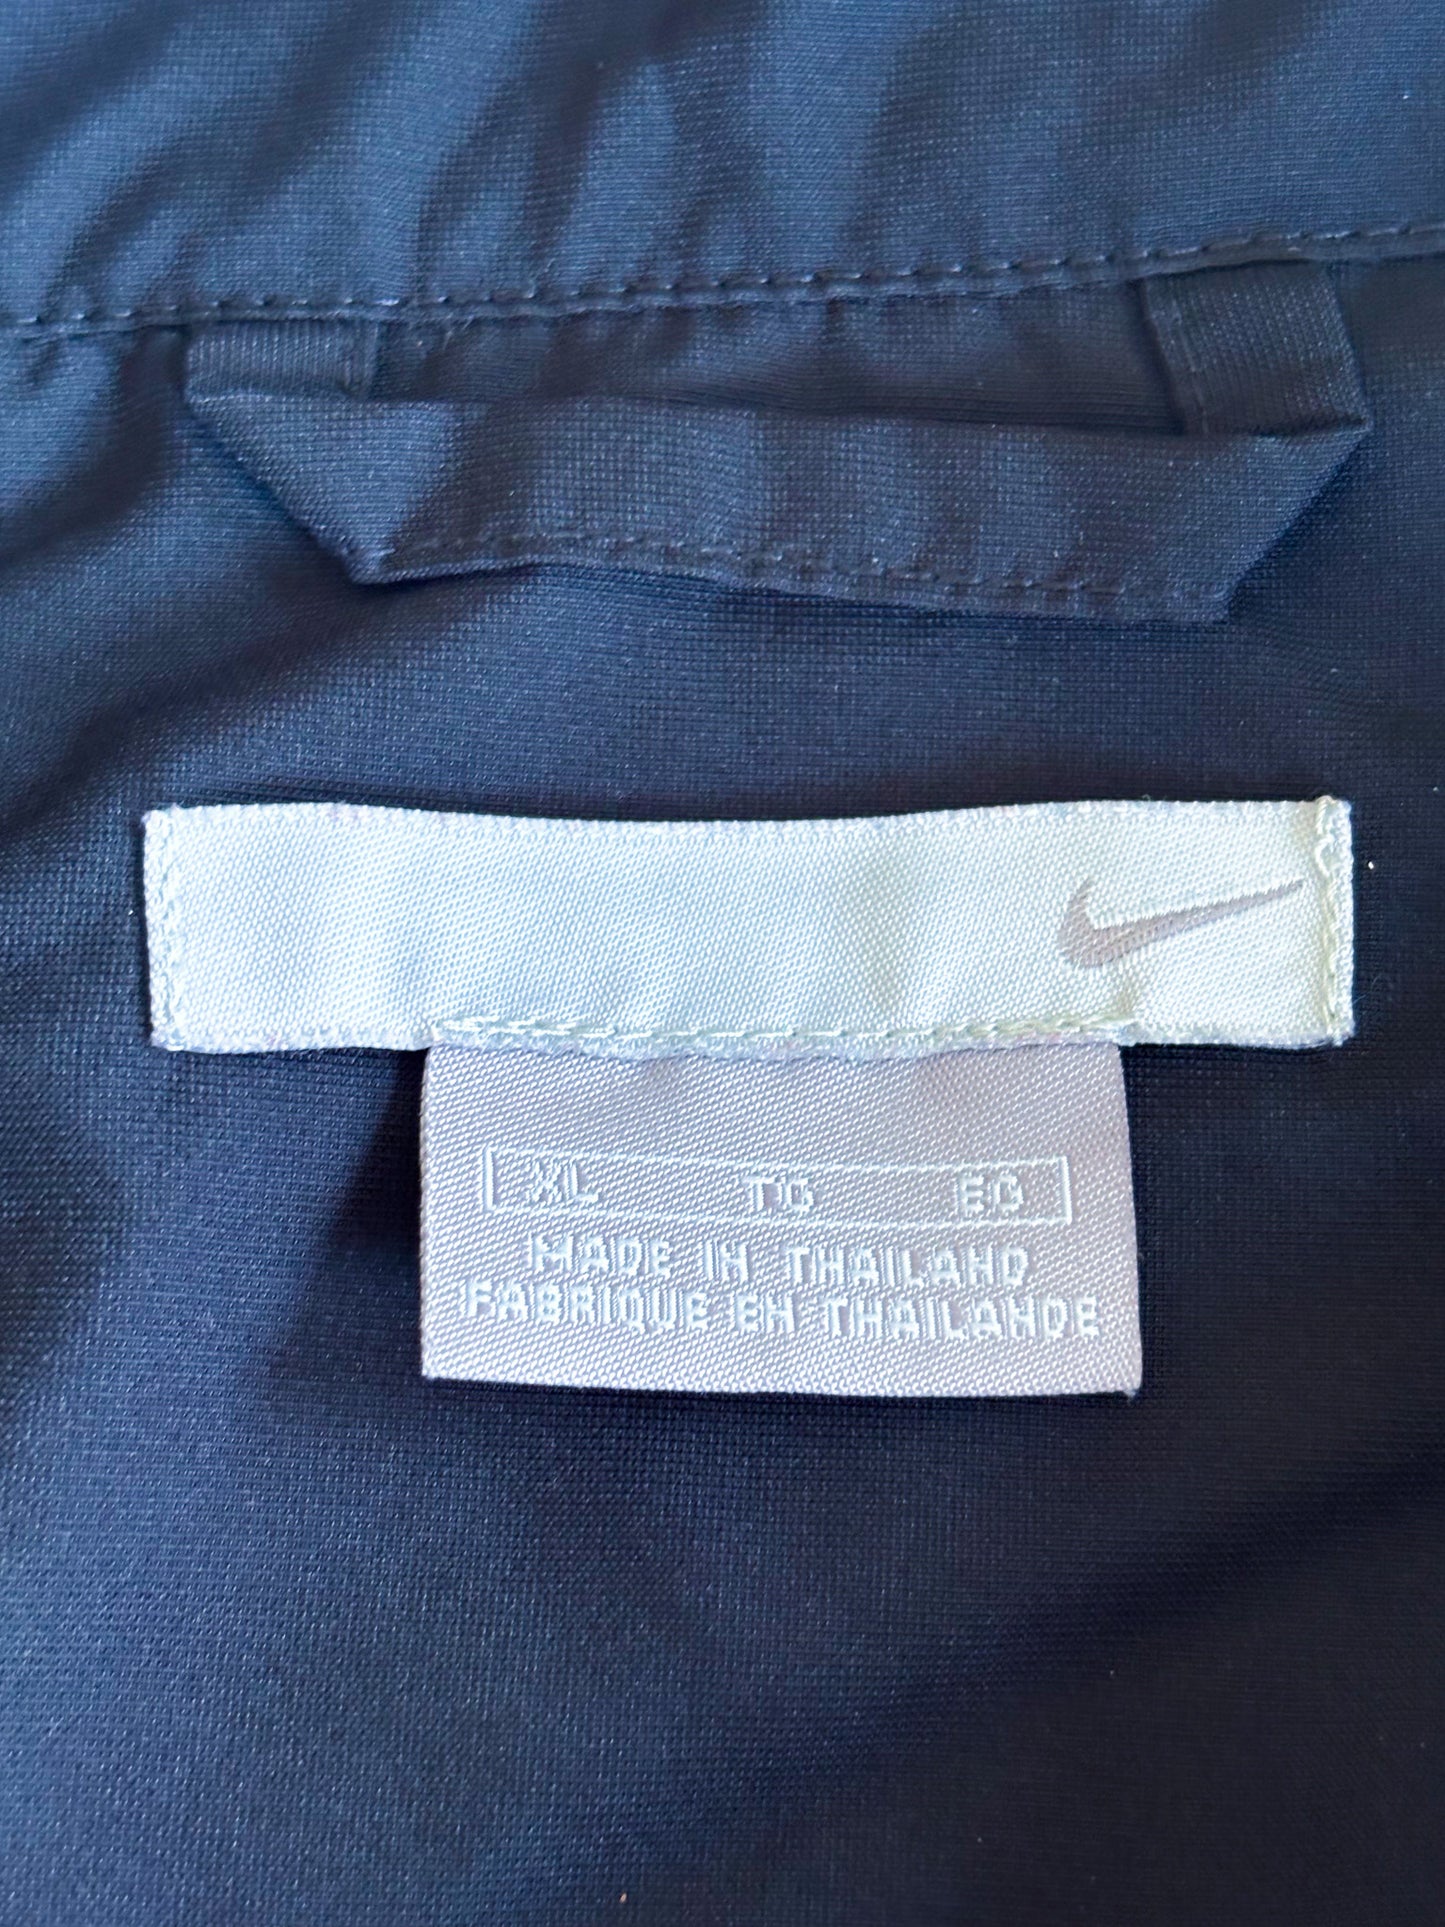 XL TG EG
MADE IN THAILAND
FABRIQUE EN THAILANDE